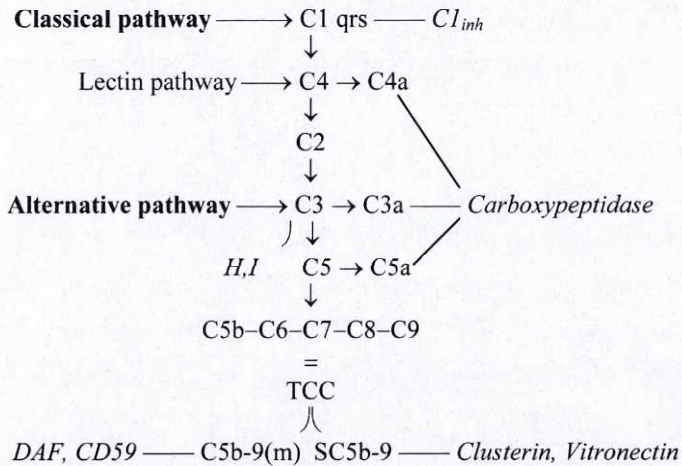 Classical pathway → C1 qrs — C1inh
↓
Lectin pathway → C4 → C4a
↓
C2
↓
Alternative pathway → C3 → C3a — Carboxypeptidase
↓
H,I C5 → C5a
↓
C5b–C6–C7–C8–C9
=
TCC
DAF, CD59 — C5b-9(m) SC5b-9 — Clusterin, Vitronectin